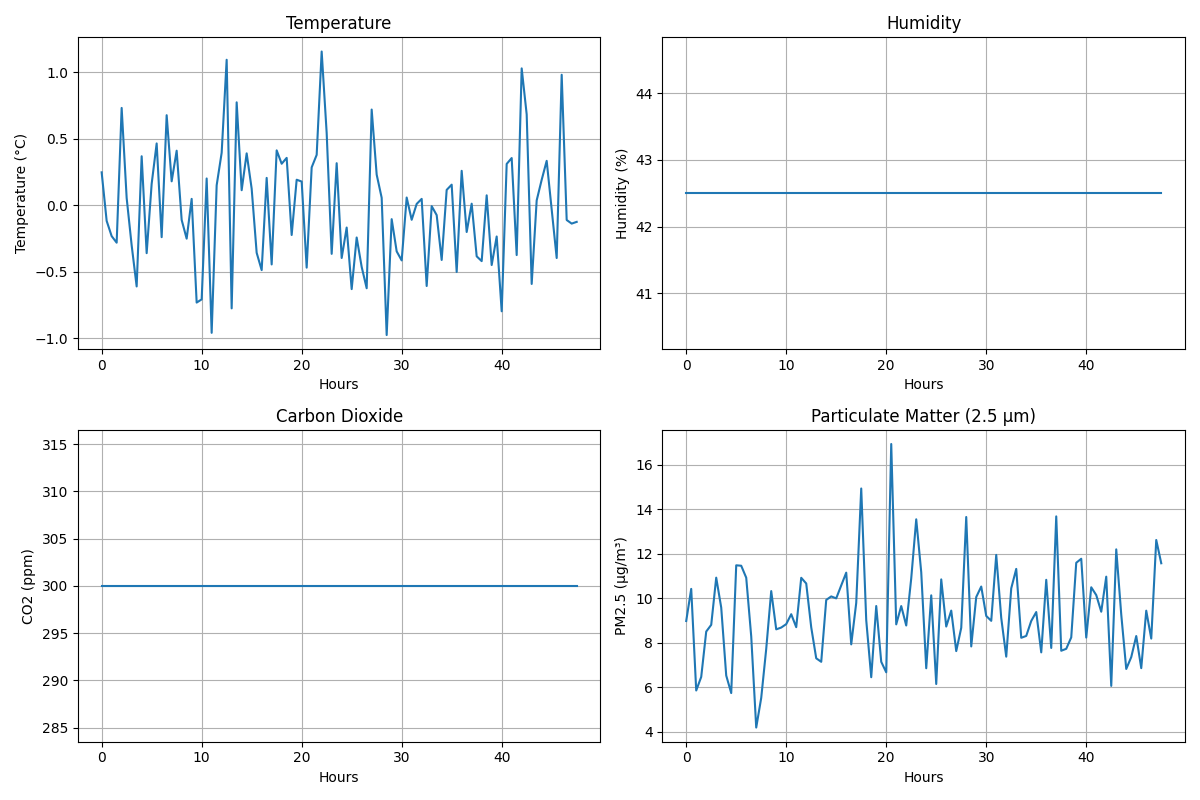 Temperature
Temperature (°C)
1.0
0.5
0.0
−0.5
−1.0
0 10 20 30 40
Hours
Humidity
Humidity (%)
44
43
42
41
0 10 20 30 40
Hours
Carbon Dioxide
CO2 (ppm)
315
310
305
300
295
290
285
0 10 20 30 40
Hours
Particulate Matter (2.5 μm)
PM2.5 (μg/m³)
16
14
12
10
8
6
4
0 10 20 30 40
Hours